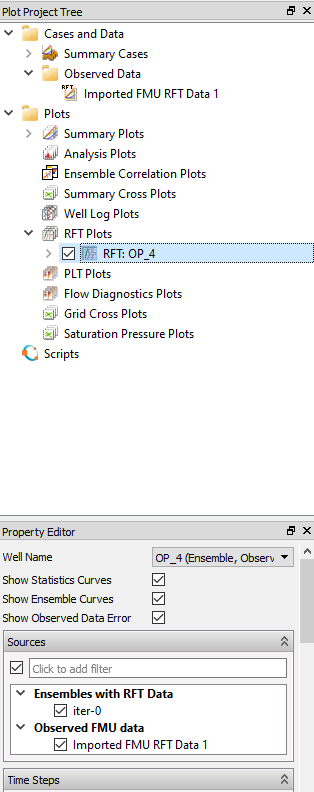 Plot Project Tree
Cases and Data
Summary Cases
Observed Data
RFT
Imported FMU RFT Data 1
Plots
Summary Plots
Analysis Plots
Ensemble Correlation Plots
Summary Cross Plots
Well Log Plots
RFT Plots
RFT: OP_4
PLT Plots
Flow Diagnostics Plots
Grid Cross Plots
Saturation Pressure Plots
Scripts
Property Editor
Well Name OP_4 (Ensemble, Observ
Show Statistics Curves
Show Ensemble Curves
Show Observed Data Error
Sources
Click to add filter
Ensembles with RFT Data
iter-0
Observed FMU data
Imported FMU RFT Data 1
Time Steps